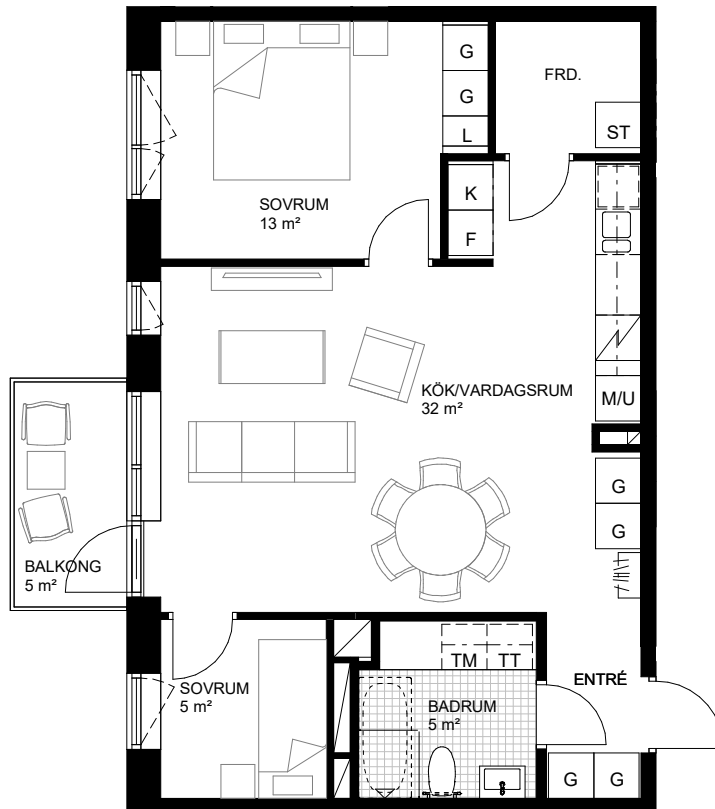 G
G
L
FRD.
ST
SOVRUM
13 m²
K
F
KÖK/VARDAGSRUM
32 m²
M/U
G
G
BALKONG
5 m²
SOVRUM
5 m²
TM
TT
BADRUM
5 m²
ENTRÉ
G
G